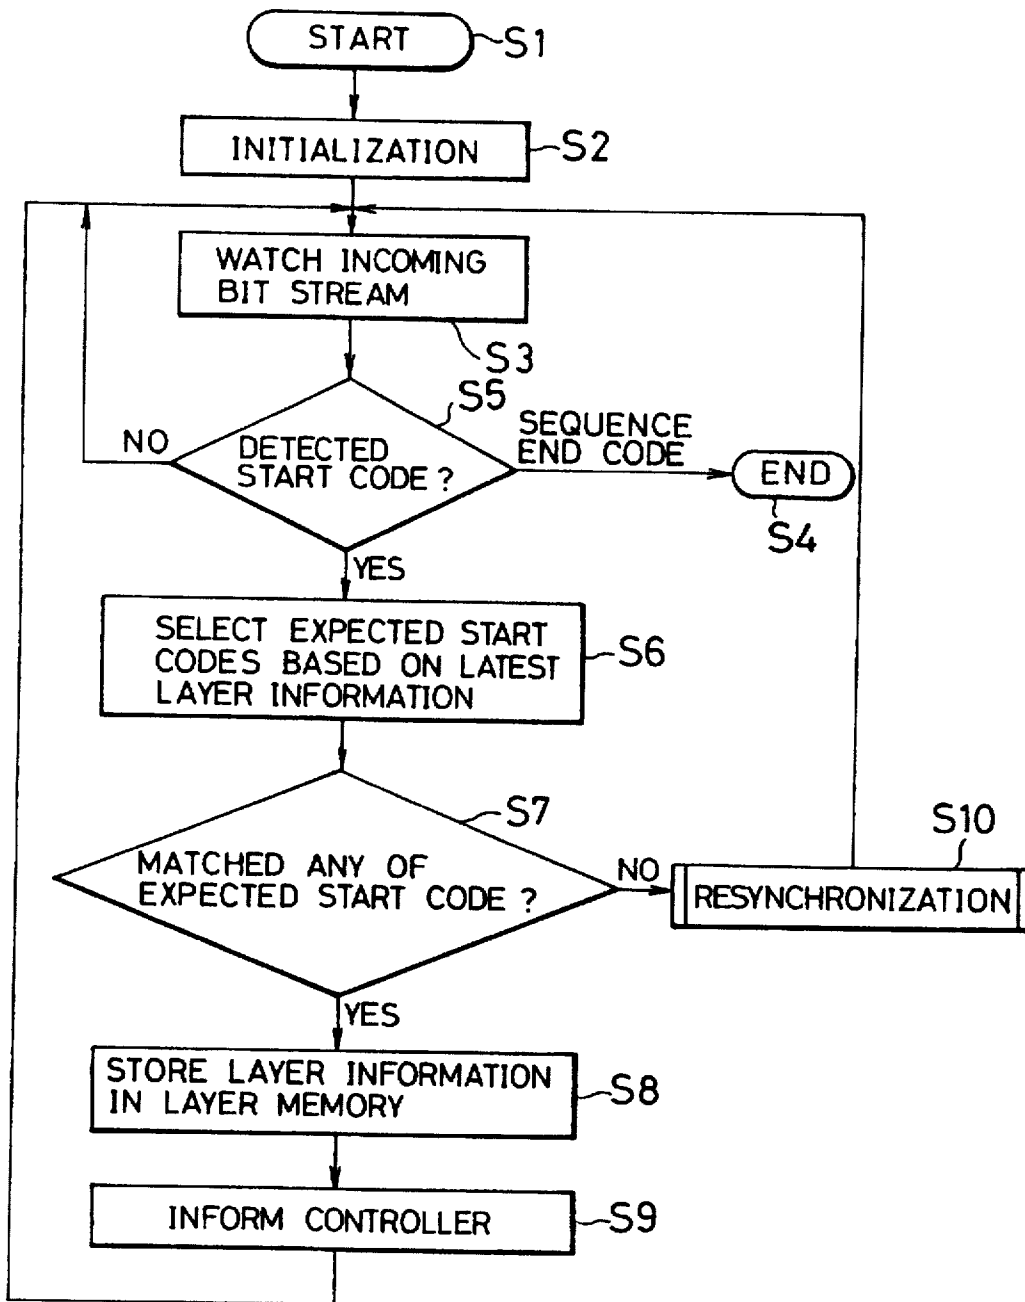 START
S1
INITIALIZATION
S2
WATCH INCOMING
BIT STREAM
S3
S5
NO
DETECTED
START CODE ?
SEQUENCE
END CODE
END
S4
YES
SELECT EXPECTED START
CODES BASED ON LATEST
LAYER INFORMATION
S6
S7
MATCHED ANY OF
EXPECTED START CODE ?
NO
S10
RESYNCHRONIZATION
YES
STORE LAYER INFORMATION
IN LAYER MEMORY
S8
INFORM CONTROLLER
S9